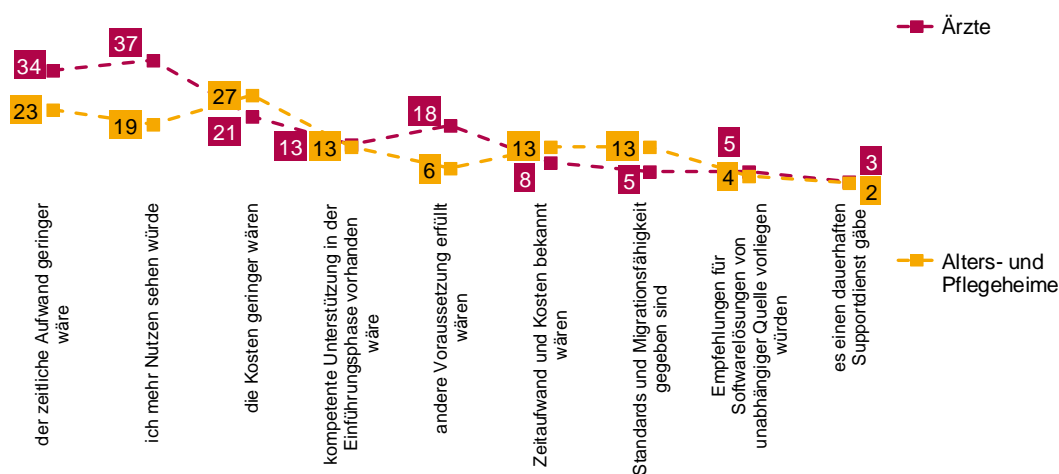 37
34
Ärzte
27
23
19
21
18
13
13
6
13
8
13
5
5
4
3
2
der zeitliche Aufwand geringer
wäre
ich mehr Nutzen sehen würde
die Kosten geringer wären
kompetente Unterstützung in der
Einführungsphase vorhanden
wäre
andere Voraussetzung erfüllt
wären
Zeitaufwand und Kosten bekannt
wären
Standards und Migrationsfähigkeit
gegeben sind
Empfehlungen für
Softwarelösungen von
unabhängiger Quelle vorliegen
würden
es einen dauerhaften
Supportdienst gäbe
Alters- und
Pflegeheime